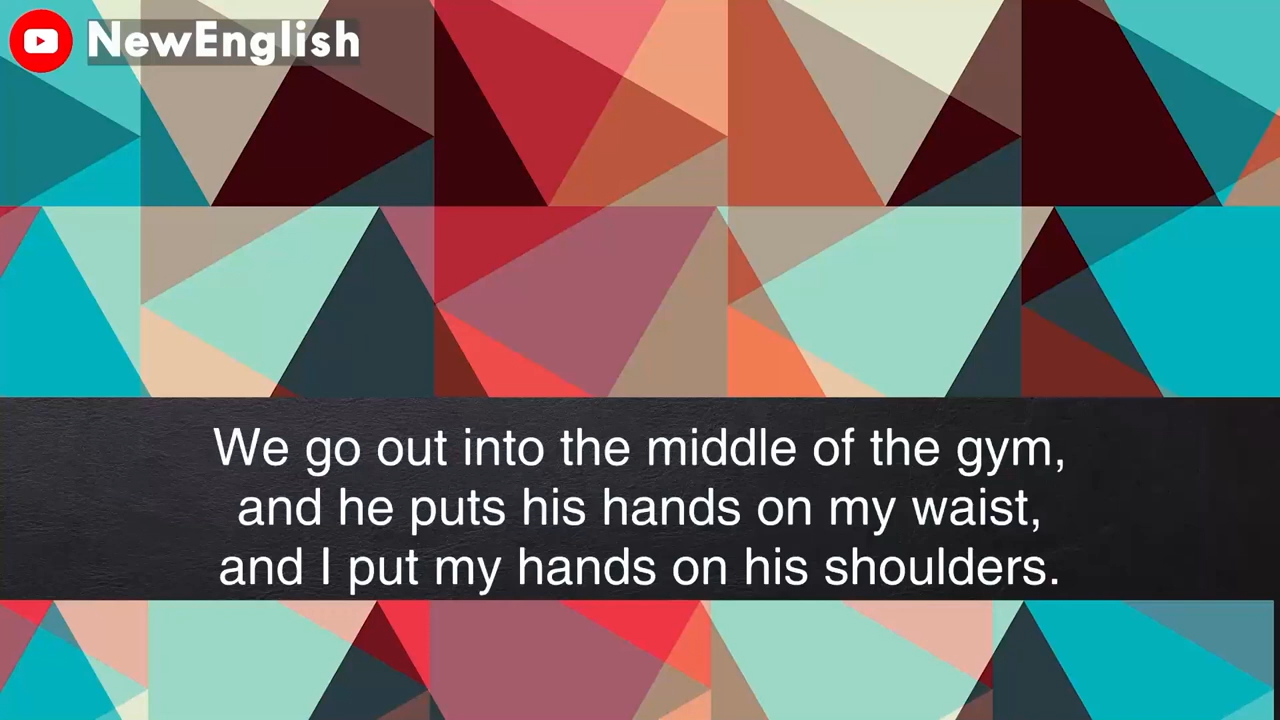 NewEnglish
We go out into the middle of the gym,
and he puts his hands on my waist,
and I put my hands on his shoulders.